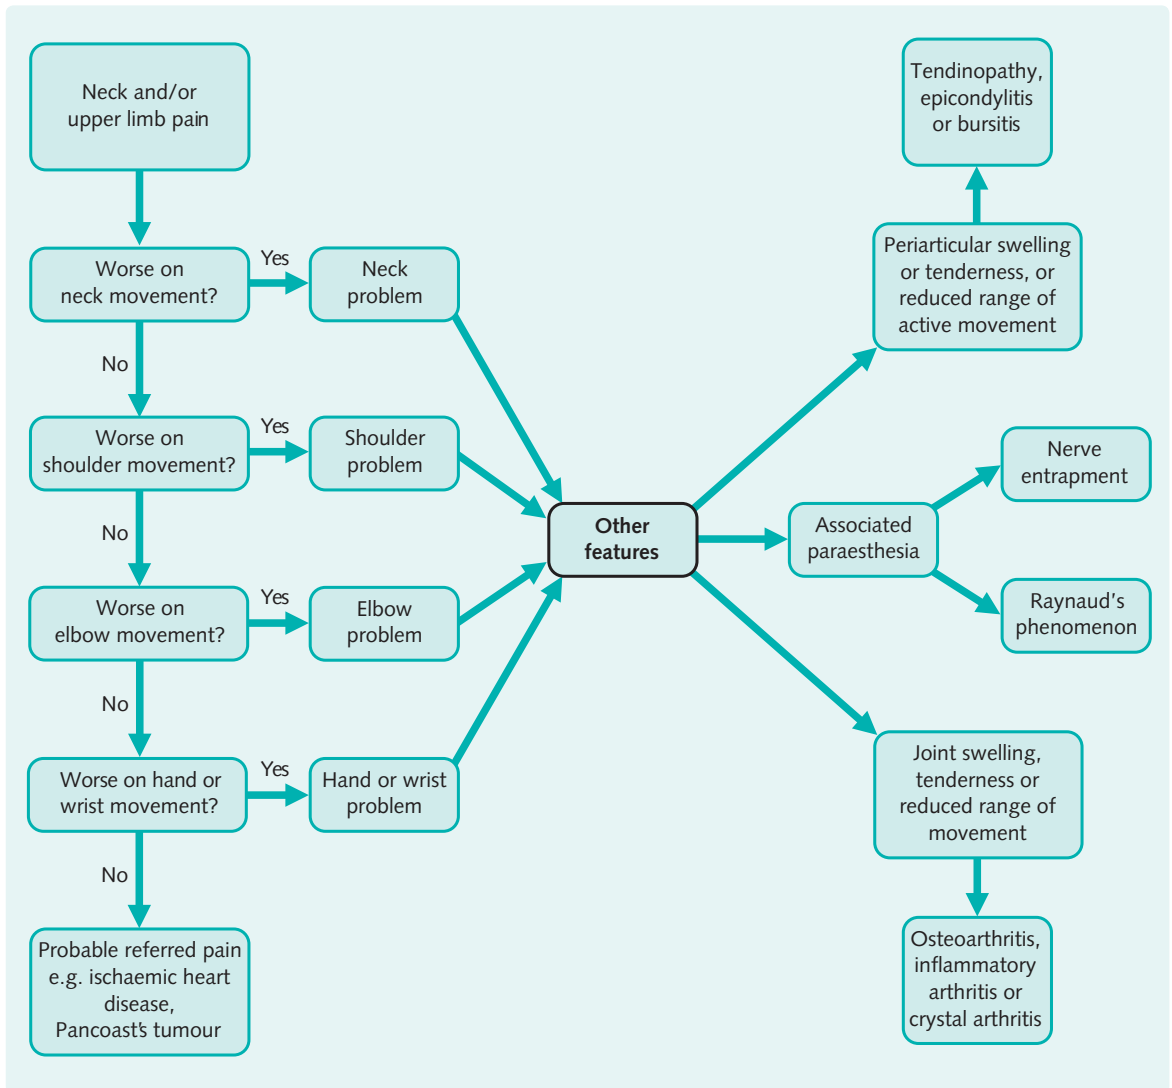 Neck and/or
upper limb pain
Worse on
neck movement?
Yes
Neck
problem
No
Worse on
shoulder movement?
Yes
Shoulder
problem
No
Worse on
elbow movement?
Yes
Elbow
problem
No
Worse on hand or
wrist movement?
Yes
Hand or wrist
problem
No
Probable referred pain
e.g. ischaemic heart
disease,
Pancoast's tumour
Other
features
Tendinopathy,
epicondylitis
or bursitis
Periarticular swelling
or tenderness, or
reduced range of
active movement
Associated
paraesthesia
Nerve
entrapment
Raynaud's
phenomenon
Joint swelling,
tenderness or
reduced range of
movement
Osteoarthritis,
inflammatory
arthritis or
crystal arthritis